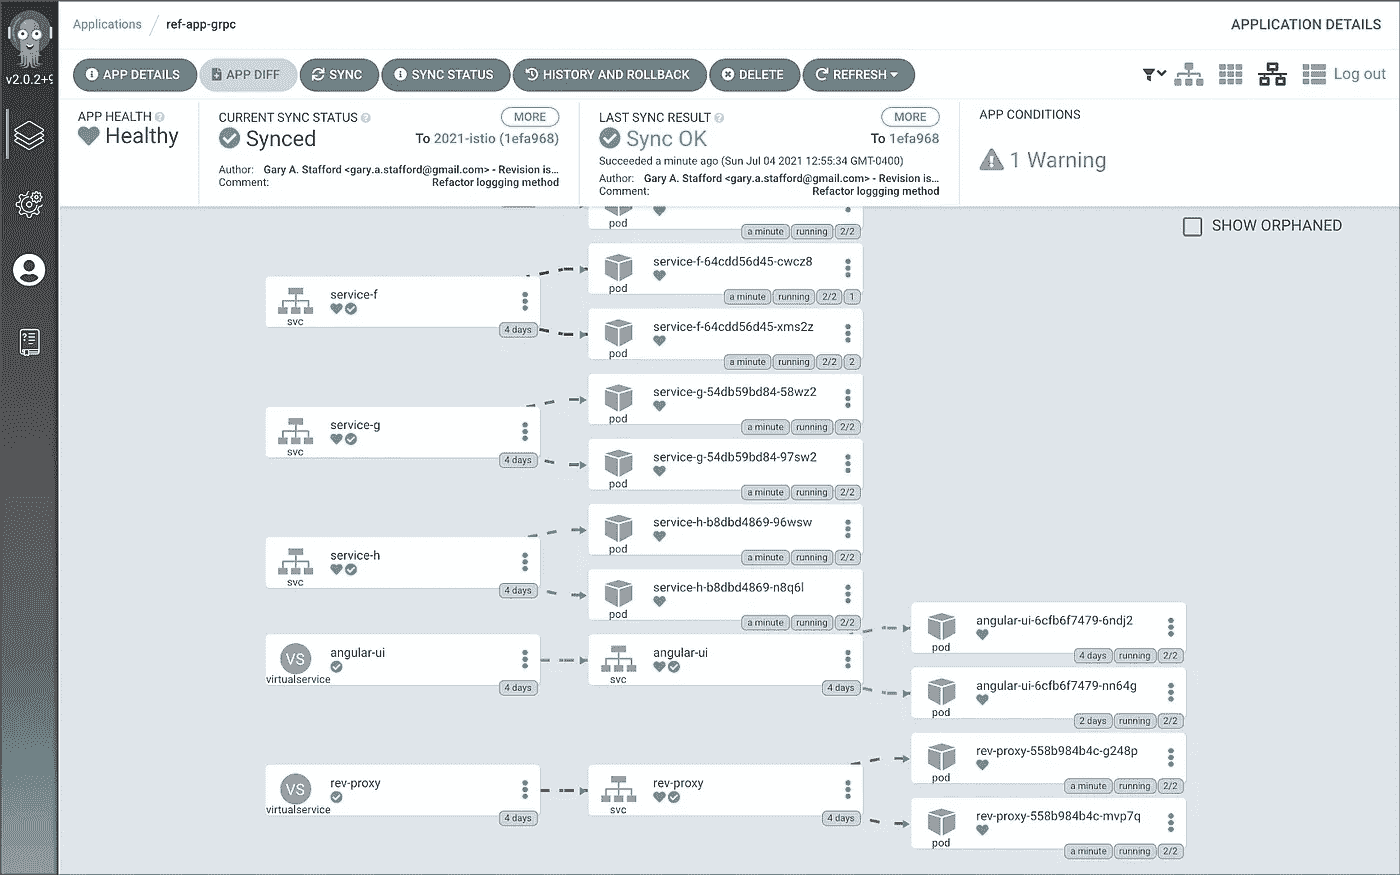 Applications / ref-app-grpc
APPLICATION DETAILS
v2.0.2+9
APP DETAILS
APP DIFF
SYNC
SYNC STATUS
HISTORY AND ROLLBACK
DELETE
REFRESH
Log out
APP HEALTH
Healthy
CURRENT SYNC STATUS
MORE
Synced
To 2021-istio (1efa968)
Author: Gary A. Stafford <gary.a.stafford@gmail.com> - Revision is...
Comment: Refactor loggging method
LAST SYNC RESULT
MORE
Sync OK
To 1efa968
Succeeded a minute ago (Sun Jul 04 2021 12:55:34 GMT-0400)
Author: Gary A. Stafford <gary.a.stafford@gmail.com> - Revision is...
Comment: Refactor loggging method
APP CONDITIONS
1 Warning
SHOW ORPHANED
pod
a minute running 2/2
service-f
svc
4 days
service-f-64cdd56d45-cwcz8
pod
a minute running 2/2 1
service-f-64cdd56d45-xms2z
pod
a minute running 2/2 2
service-g
svc
4 days
service-g-54db59bd84-58wz2
pod
a minute running 2/2
service-g-54db59bd84-97sw2
pod
a minute running 2/2
service-h
svc
4 days
service-h-b8dbd4869-96wsw
pod
a minute running 2/2
service-h-b8dbd4869-n8q6l
pod
a minute running 2/2
VS
angular-ui
virtualservice
4 days
angular-ui
svc
4 days
angular-ui-6cfb6f7479-6ndj2
pod
4 days running 2/2
angular-ui-6cfb6f7479-nn64g
pod
2 days running 2/2
VS
rev-proxy
virtualservice
4 days
rev-proxy
svc
4 days
rev-proxy-558b984b4c-g248p
pod
a minute running 2/2
rev-proxy-558b984b4c-mvp7q
pod
a minute running 2/2